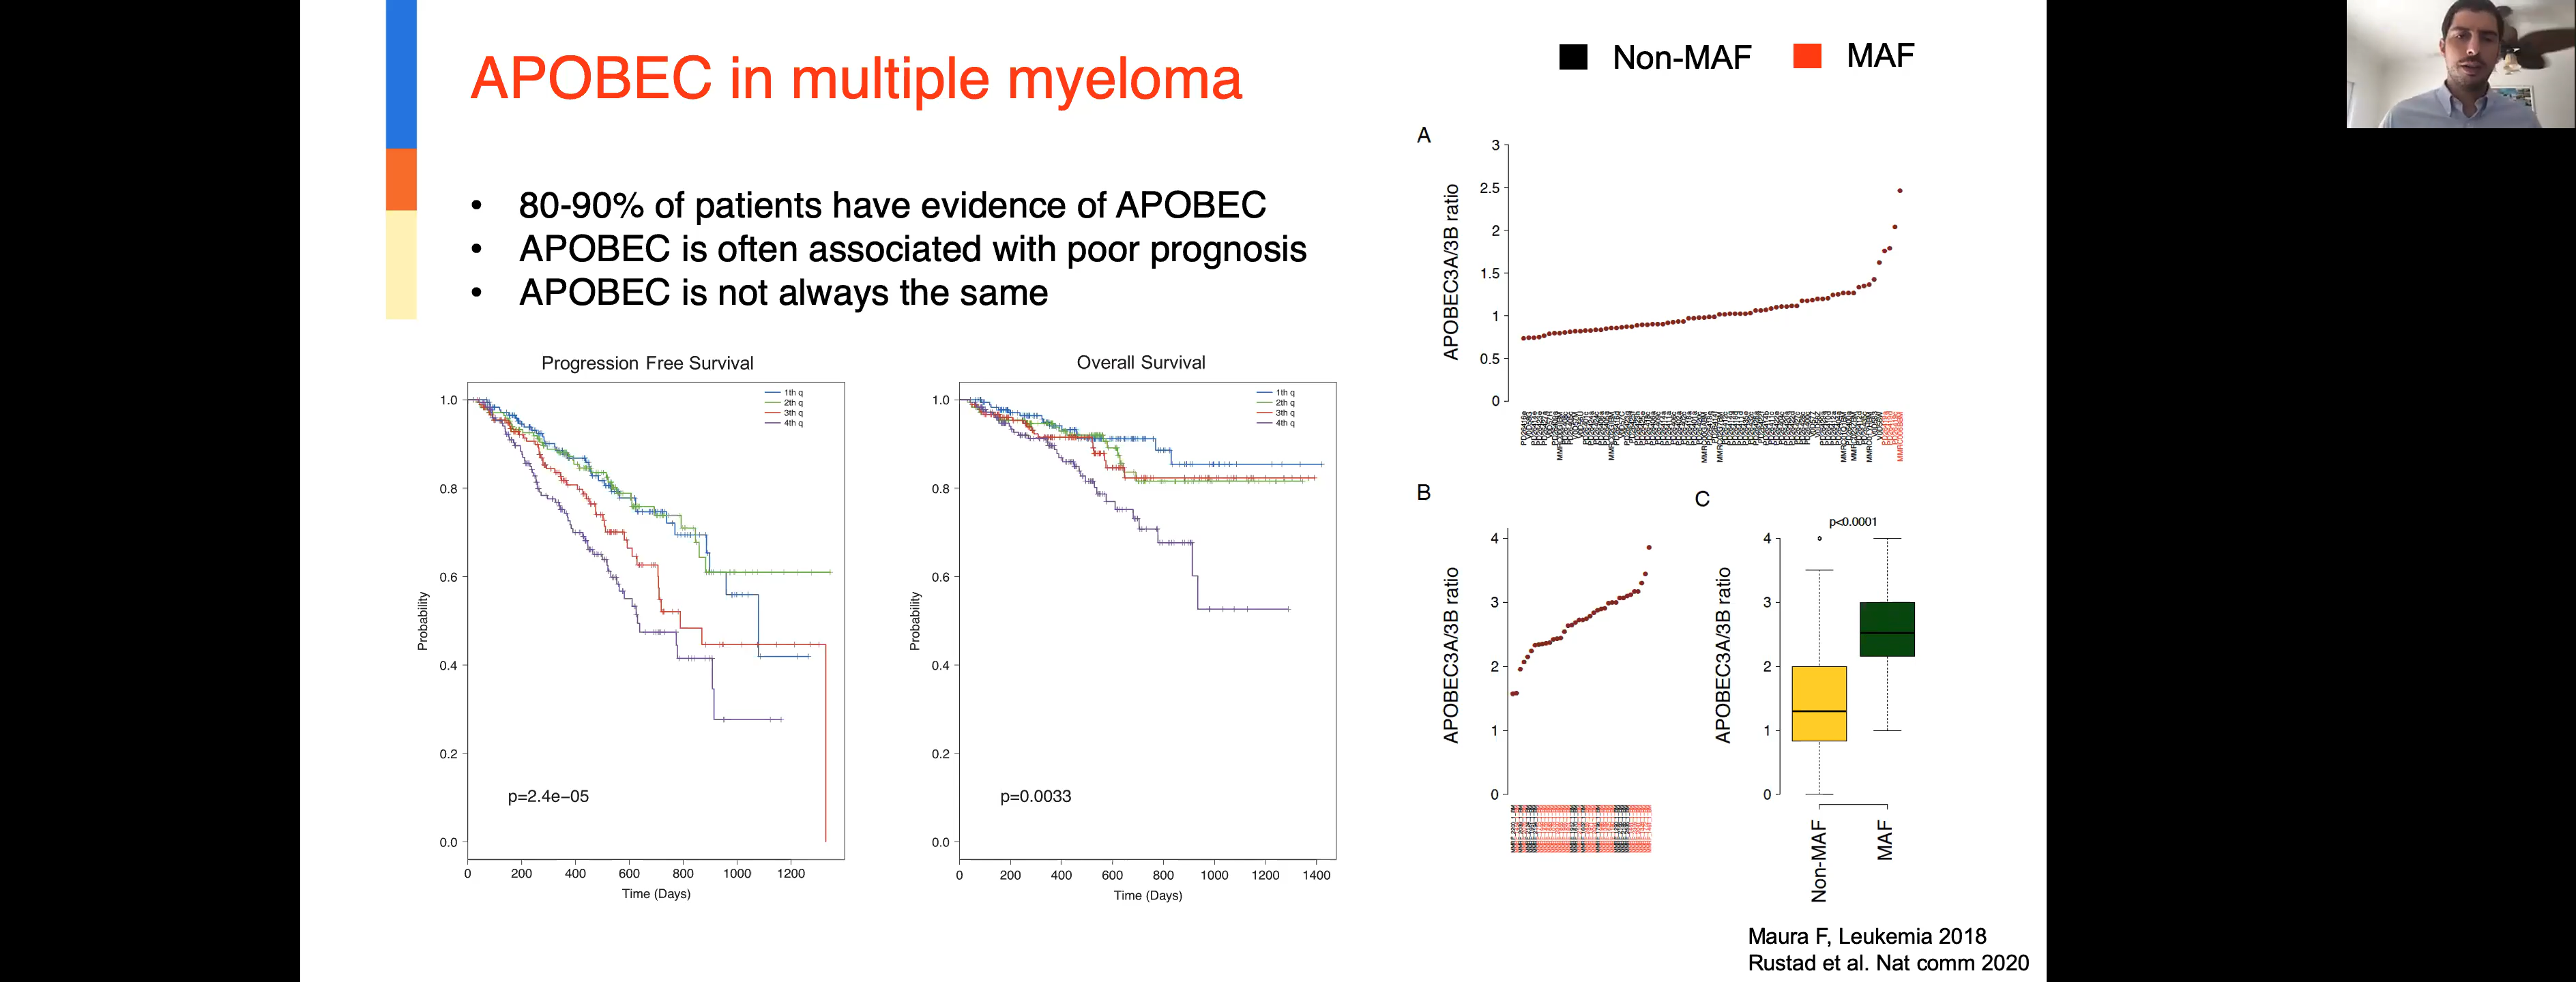 APOBEC in multiple myeloma
• 80-90% of patients have evidence of APOBEC
• APOBEC is often associated with poor prognosis
• APOBEC is not always the same
Progression Free Survival
1th q
2th q
3th q
4th q
1.0
0.8
0.6
0.4
0.2
0.0
Probability
p=2.4e−05
0 200 400 600 800 1000 1200
Time (Days)
Overall Survival
1th q
2th q
3th q
4th q
1.0
0.8
0.6
0.4
0.2
0.0
Probability
p=0.0033
0 200 400 600 800 1000 1200 1400
Time (Days)
Non-MAF MAF
A
APOBEC3A/3B ratio
3
2.5
2
1.5
1
0.5
0
B
APOBEC3A/3B ratio
4
3
2
1
0
C
p<0.0001
APOBEC3A/3B ratio
4
3
2
1
0
Non-MAF
MAF
Maura F, Leukemia 2018
Rustad et al. Nat comm 2020